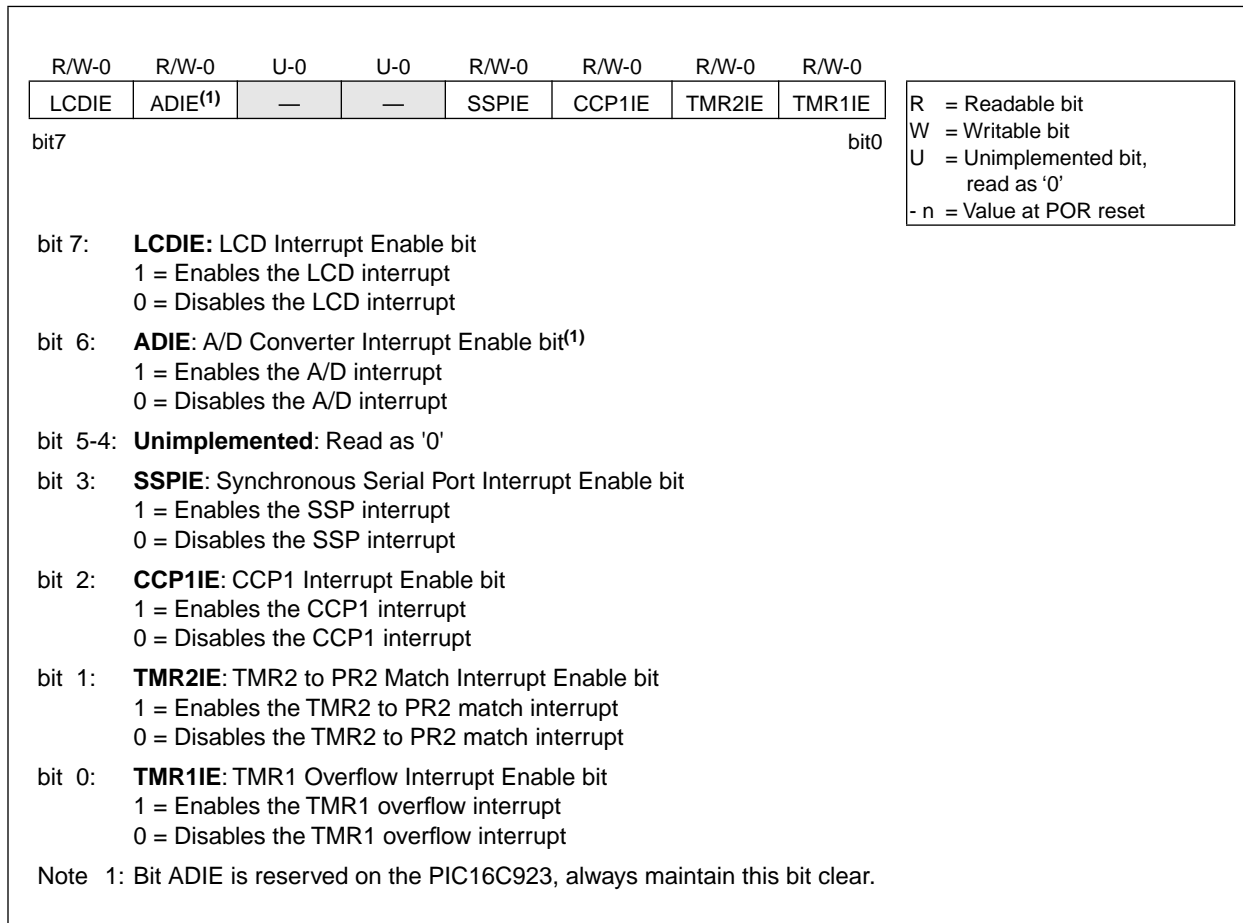 R/W-0 R/W-0 U-0 U-0 R/W-0 R/W-0 R/W-0 R/W-0
LCDIE ADIE(1) — — SSPIE CCP1IE TMR2IE TMR1IE
bit7 bit0
R = Readable bit
W = Writable bit
U = Unimplemented bit,
read as ‘0’
- n = Value at POR reset
bit 7: LCDIE: LCD Interrupt Enable bit
1 = Enables the LCD interrupt
0 = Disables the LCD interrupt
bit 6: ADIE: A/D Converter Interrupt Enable bit(1)
1 = Enables the A/D interrupt
0 = Disables the A/D interrupt
bit 5-4: Unimplemented: Read as '0'
bit 3: SSPIE: Synchronous Serial Port Interrupt Enable bit
1 = Enables the SSP interrupt
0 = Disables the SSP interrupt
bit 2: CCP1IE: CCP1 Interrupt Enable bit
1 = Enables the CCP1 interrupt
0 = Disables the CCP1 interrupt
bit 1: TMR2IE: TMR2 to PR2 Match Interrupt Enable bit
1 = Enables the TMR2 to PR2 match interrupt
0 = Disables the TMR2 to PR2 match interrupt
bit 0: TMR1IE: TMR1 Overflow Interrupt Enable bit
1 = Enables the TMR1 overflow interrupt
0 = Disables the TMR1 overflow interrupt
Note 1: Bit ADIE is reserved on the PIC16C923, always maintain this bit clear.